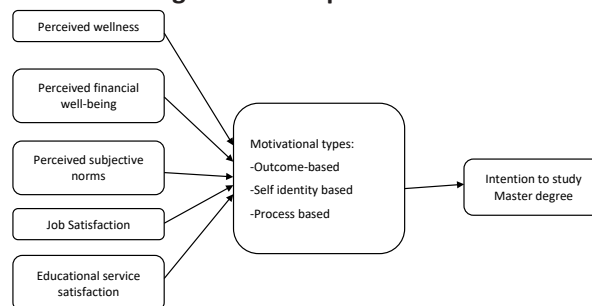 Perceived wellness
Perceived financial
well-being
Perceived subjective
norms
Job Satisfaction
Educational service
satisfaction
Motivational types:
-Outcome-based
-Self identity based
-Process based
Intention to study
Master degree